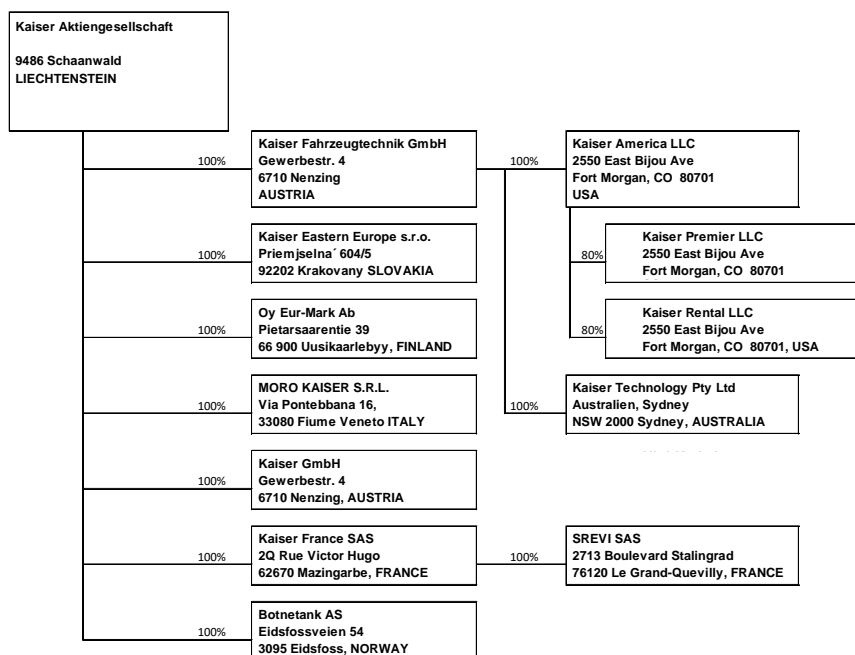 Kaiser Aktiengesellschaft
9486 Schaanwald
LIECHTENSTEIN
100%
Kaiser Fahrzeugtechnik GmbH
Gewerbestr. 4
6710 Nenzing
AUSTRIA
100%
Kaiser America LLC
2550 East Bijou Ave
Fort Morgan, CO 80701
USA
100%
Kaiser Eastern Europe s.r.o.
Priemjselna´ 604/5
92202 Krakovany SLOVAKIA
80%
Kaiser Premier LLC
2550 East Bijou Ave
Fort Morgan, CO 80701
100%
Oy Eur-Mark Ab
Pietarsaarentie 39
66 900 Uusikaarlebyy, FINLAND
80%
Kaiser Rental LLC
2550 East Bijou Ave
Fort Morgan, CO 80701, USA
100%
MORO KAISER S.R.L.
Via Pontebbana 16,
33080 Fiume Veneto ITALY
100%
Kaiser Technology Pty Ltd
Australien, Sydney
NSW 2000 Sydney, AUSTRALIA
100%
Kaiser GmbH
Gewerbestr. 4
6710 Nenzing, AUSTRIA
100%
Kaiser France SAS
2Q Rue Victor Hugo
62670 Mazingarbe, FRANCE
100%
SREVI SAS
2713 Boulevard Stalingrad
76120 Le Grand-Quevilly, FRANCE
100%
Botnetank AS
Eidsfossveien 54
3095 Eidsfoss, NORWAY